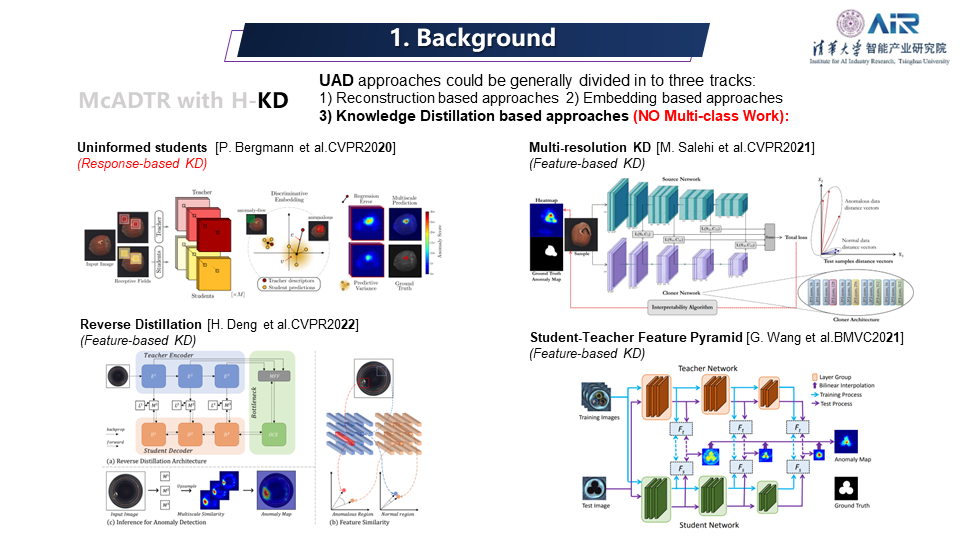 1. Background
AIR
清华大学智能产业研究院
Institute for AI Industry Research, Tsinghua University
McADTR with H-KD
UAD approaches could be generally divided in to three tracks:
1) Reconstruction based approaches 2) Embedding based approaches
3) Knowledge Distillation based approaches (NO Multi-class Work):
Uninformed students [P. Bergmann et al.CVPR2020]
(Response-based KD)
Teacher
Discriminative
Embedding
anomaly-free
anomalous
Regression
Error
Multiscale
Prediction
Anomaly Score
Input Image
Teacher
Students
Receptive Fields
Students
Teacher descriptors
Student predictions
Predictive
Variance
Ground
Truth
Multi-resolution KD [M. Salehi et al.CVPR2021]
(Feature-based KD)
Source Network
Heatmap
Sample
Ground Truth
Anomaly Map
Total loss
Cloner Network
Interpretability Algorithm
Anomalous data
distance vectors
Normal data
distance vectors
Test samples distance vectors
Cloner Architecture
Reverse Distillation [H. Deng et al.CVPR2022]
(Feature-based KD)
Teacher Encoder
Bottleneck
MFF
OCE
backprop
forward
Student Decoder
(a) Reverse Distillation Architecture
Upsample
Input Image
Multiscale Similarity
Anomaly Map
(c) Inference for Anomaly Detection
Anomalous Region
Normal region
(b) Feature Similarity
Student-Teacher Feature Pyramid [G. Wang et al.BMVC2021]
(Feature-based KD)
Teacher Network
Layer Group
Bilinear Interpolation
Training Process
Test Process
Training Images
Anomaly Map
Test Image
Ground Truth
Student Network